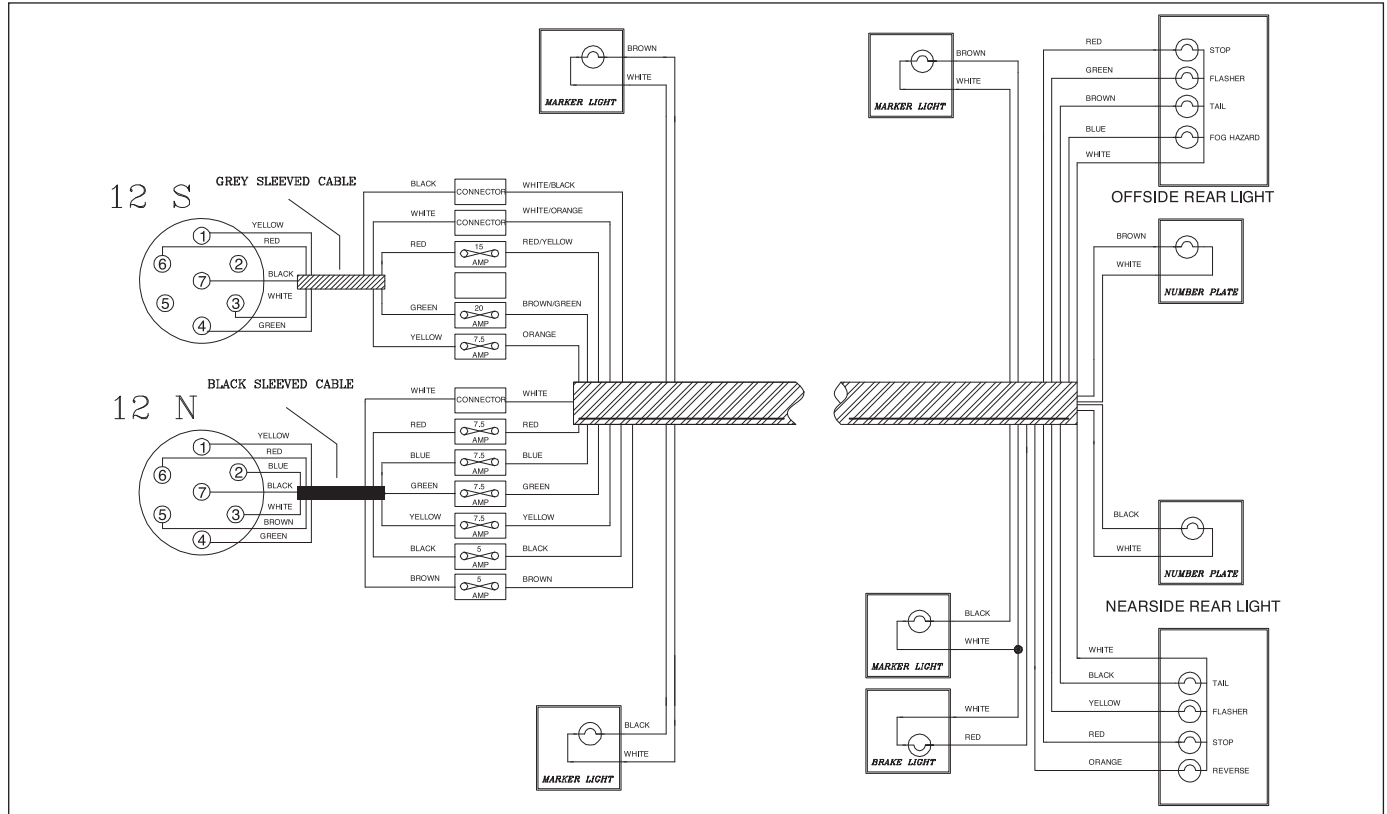 BROWN
WHITE
MARKER LIGHT
BROWN
WHITE
MARKER LIGHT
RED
STOP
GREEN
FLASHER
BROWN
TAIL
BLUE
FOG HAZARD
WHITE
OFFSIDE REAR LIGHT
BROWN
WHITE
NUMBER PLATE
12 S
GREY SLEEVED CABLE
YELLOW
RED
BLACK
WHITE
GREEN
1
6
2
7
5
3
4
BLACK
CONNECTOR
WHITE/BLACK
WHITE
CONNECTOR
WHITE/ORANGE
RED
15
AMP
RED/YELLOW
GREEN
20
AMP
BROWN/GREEN
YELLOW
7.5
AMP
ORANGE
12 N
BLACK SLEEVED CABLE
YELLOW
RED
BLUE
BLACK
WHITE
BROWN
GREEN
1
6
2
7
5
3
4
WHITE
CONNECTOR
WHITE
RED
7.5
AMP
RED
BLUE
7.5
AMP
BLUE
GREEN
7.5
AMP
GREEN
YELLOW
7.5
AMP
YELLOW
BLACK
5
AMP
BLACK
BROWN
5
AMP
BROWN
BLACK
WHITE
NUMBER PLATE
NEARSIDE REAR LIGHT
BLACK
WHITE
MARKER LIGHT
WHITE
RED
BRAKE LIGHT
BLACK
WHITE
MARKER LIGHT
WHITE
BLACK
TAIL
YELLOW
FLASHER
RED
STOP
ORANGE
REVERSE